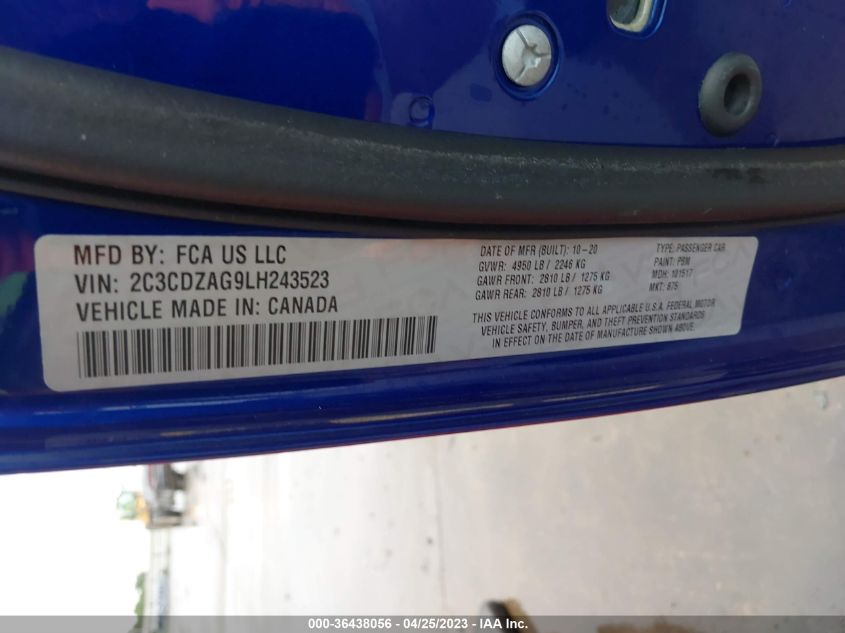 MFD BY: FCA US LLC
VIN: 2C3CDZAG9LH243523
VEHICLE MADE IN: CANADA
DATE OF MFR (BUILT): 10-20
GVWR: 4950 LB / 2246 KG
GAWR FRONT: 2810 LB / 1275 KG
GAWR REAR: 2810 LB / 1275 KG
TYPE: PASSENGER CAR
PAINT: PBM
MDH: 101517
MKT: 675
THIS VEHICLE CONFORMS TO ALL APPLICABLE U.S.A. FEDERAL MOTOR
VEHICLE SAFETY, BUMPER, AND THEFT PREVENTION STANDARDS
IN EFFECT ON THE DATE OF MANUFACTURE SHOWN ABOVE.
000-36438056 - 04/25/2023 - IAA Inc.